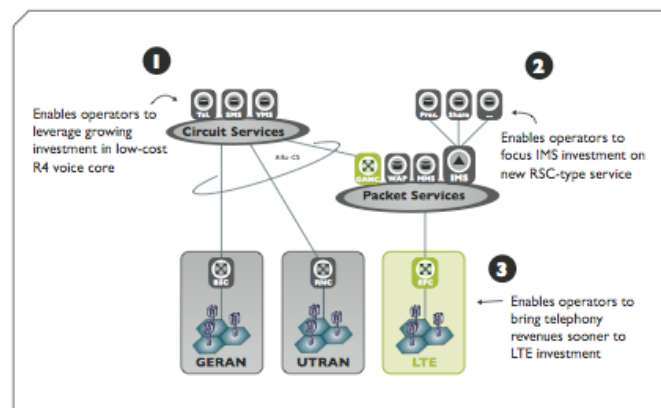 1
2
Tel.
SMS
VMS
Pres.
Share
...
Enables operators to
leverage growing
investment in low-cost
R4 voice core
Circuit Services
Enables operators to
focus IMS investment on
new RSC-type service
A/Iu-CS
GANC
WAP
MMS
IMS
Packet Services
3
BSC
RNC
EPC
Enables operators to
bring telephony
revenues sooner to
LTE investment
GERAN
UTRAN
LTE